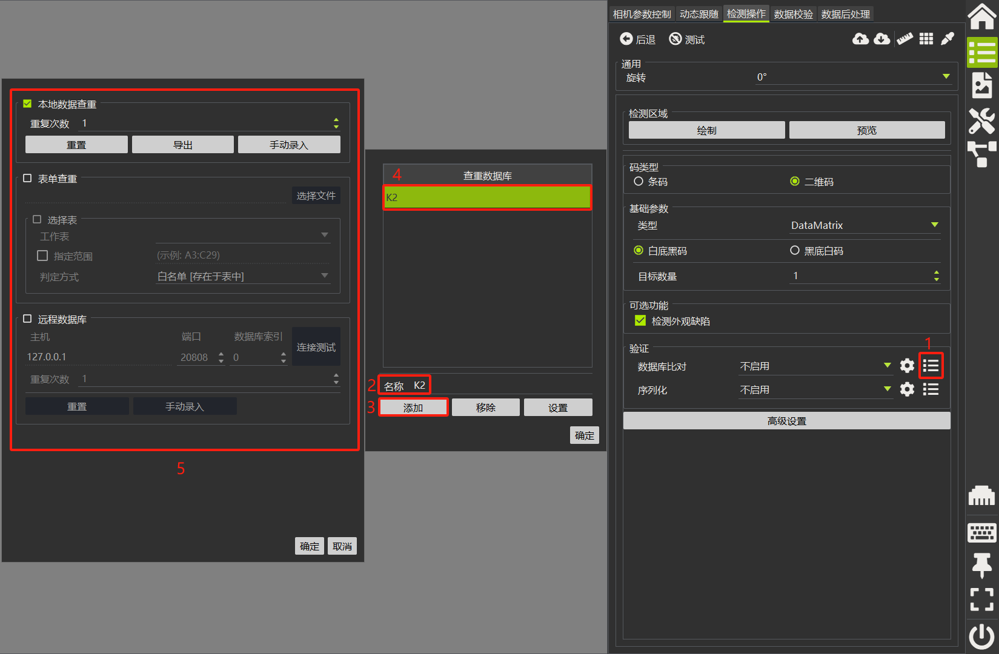 相机参数控制 动态跟随 检测操作 数据校验 数据后处理
后退 测试
通用
旋转 0°
检测区域
绘制 预览
码类型
条码 二维码
基础参数
类型 DataMatrix
白底黑码 黑底白码
目标数量 1
可选功能
检测外观缺陷
验证
1
数据库比对 不启用
序列化 不启用
高级设置
4 查重数据库
K2
2 名称 K2
3 添加 移除 设置
确定
本地数据查重
重复次数 1
重置 导出 手动录入
表单查重
选择文件
选择表
工作表
指定范围 (示例: A3:C29)
判定方式 白名单 [存在于表中]
远程数据库
主机 端口 数据库索引
127.0.0.1 20808 0 连接测试
重复次数 1
重置 手动录入
5
确定 取消